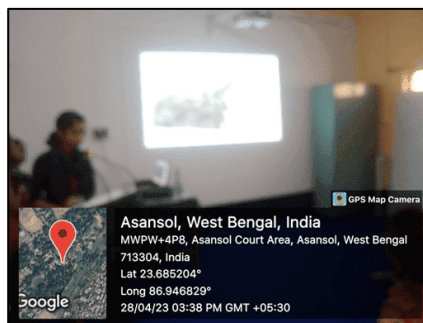 GPS Map Camera
Asansol, West Bengal, India
MWPW+4P8, Asansol Court Area, Asansol, West Bengal
713304, India
Lat 23.685204°
Long 86.946829°
28/04/23 03:38 PM GMT +05:30
Google